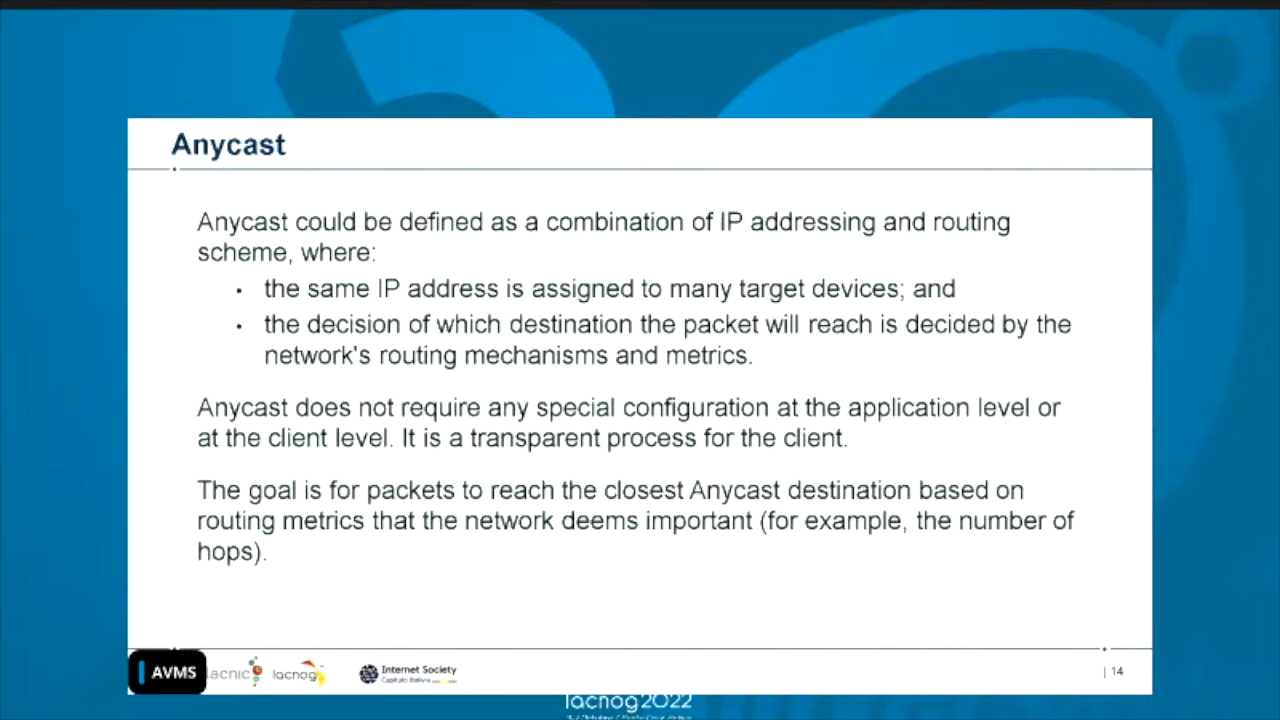 Anycast
Anycast could be defined as a combination of IP addressing and routing
scheme, where:
• the same IP address is assigned to many target devices; and
• the decision of which destination the packet will reach is decided by the
network's routing mechanisms and metrics.
Anycast does not require any special configuration at the application level or
at the client level. It is a transparent process for the client.
The goal is for packets to reach the closest Anycast destination based on
routing metrics that the network deems important (for example, the number of
hops).
AVMS
lacnic
lacnog
Internet Society
Capítulo Bolivia
| 14
lacnog2022